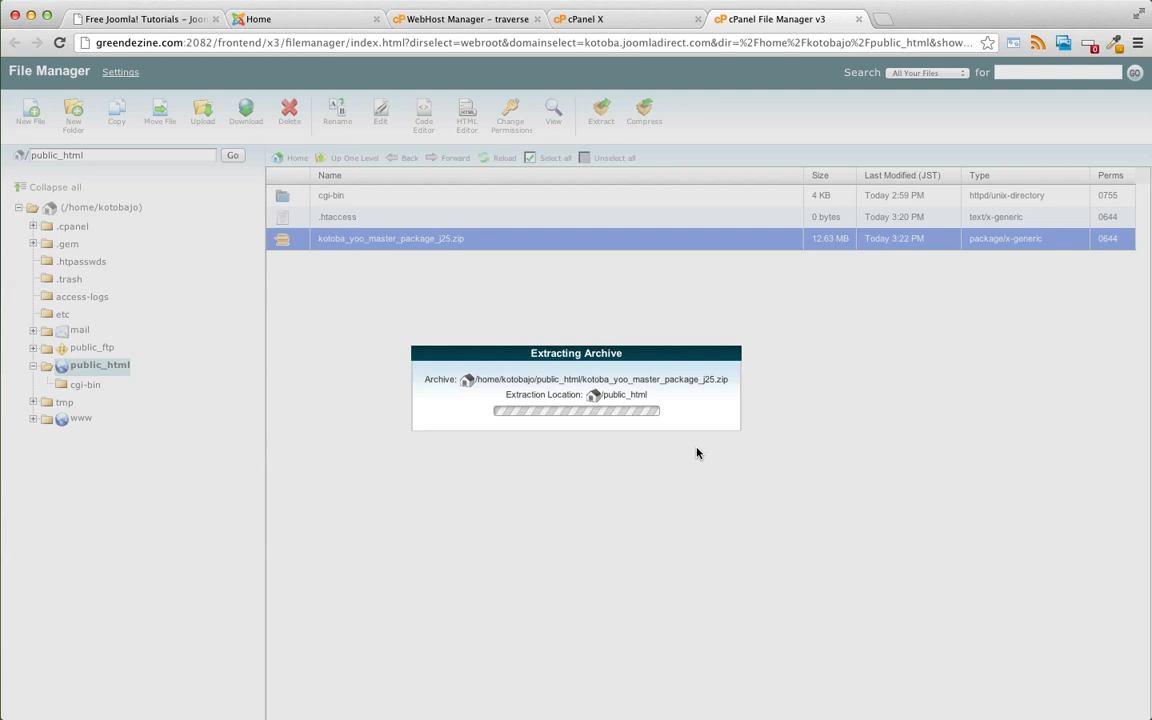 Free Joomla! Tutorials – Joon
Home
WebHost Manager – traverse
cPanel X
cPanel File Manager v3
greendezine.com:2082/frontend/x3/filemanager/index.html?dirselect=webroot&domainselect=kotoba.joomladirect.com&dir=%2Fhome%2Fkotobajo%2Fpublic_html&show...
File Manager
Settings
Search
All Your Files
for
GO
New File
New Folder
Copy
Move File
Upload
Download
Delete
Rename
Edit
Code Editor
HTML Editor
Change Permissions
View
Extract
Compress
/public_html
Go
Home
Up One Level
Back
Forward
Reload
Select all
Unselect all
Collapse all
(/home/kotobajo)
.cpanel
.gem
.htpasswds
.trash
access-logs
etc
mail
public_ftp
public_html
cgi-bin
tmp
www
Name Size Last Modified (JST) Type Perms
cgi-bin 4 KB Today 2:59 PM httpd/unix-directory 0755
.htaccess 0 bytes Today 3:20 PM text/x-generic 0644
kotoba_yoo_master_package_j25.zip 12.63 MB Today 3:22 PM package/x-generic 0644
Extracting Archive
Archive: /home/kotobajo/public_html/kotoba_yoo_master_package_j25.zip
Extraction Location: /public_html